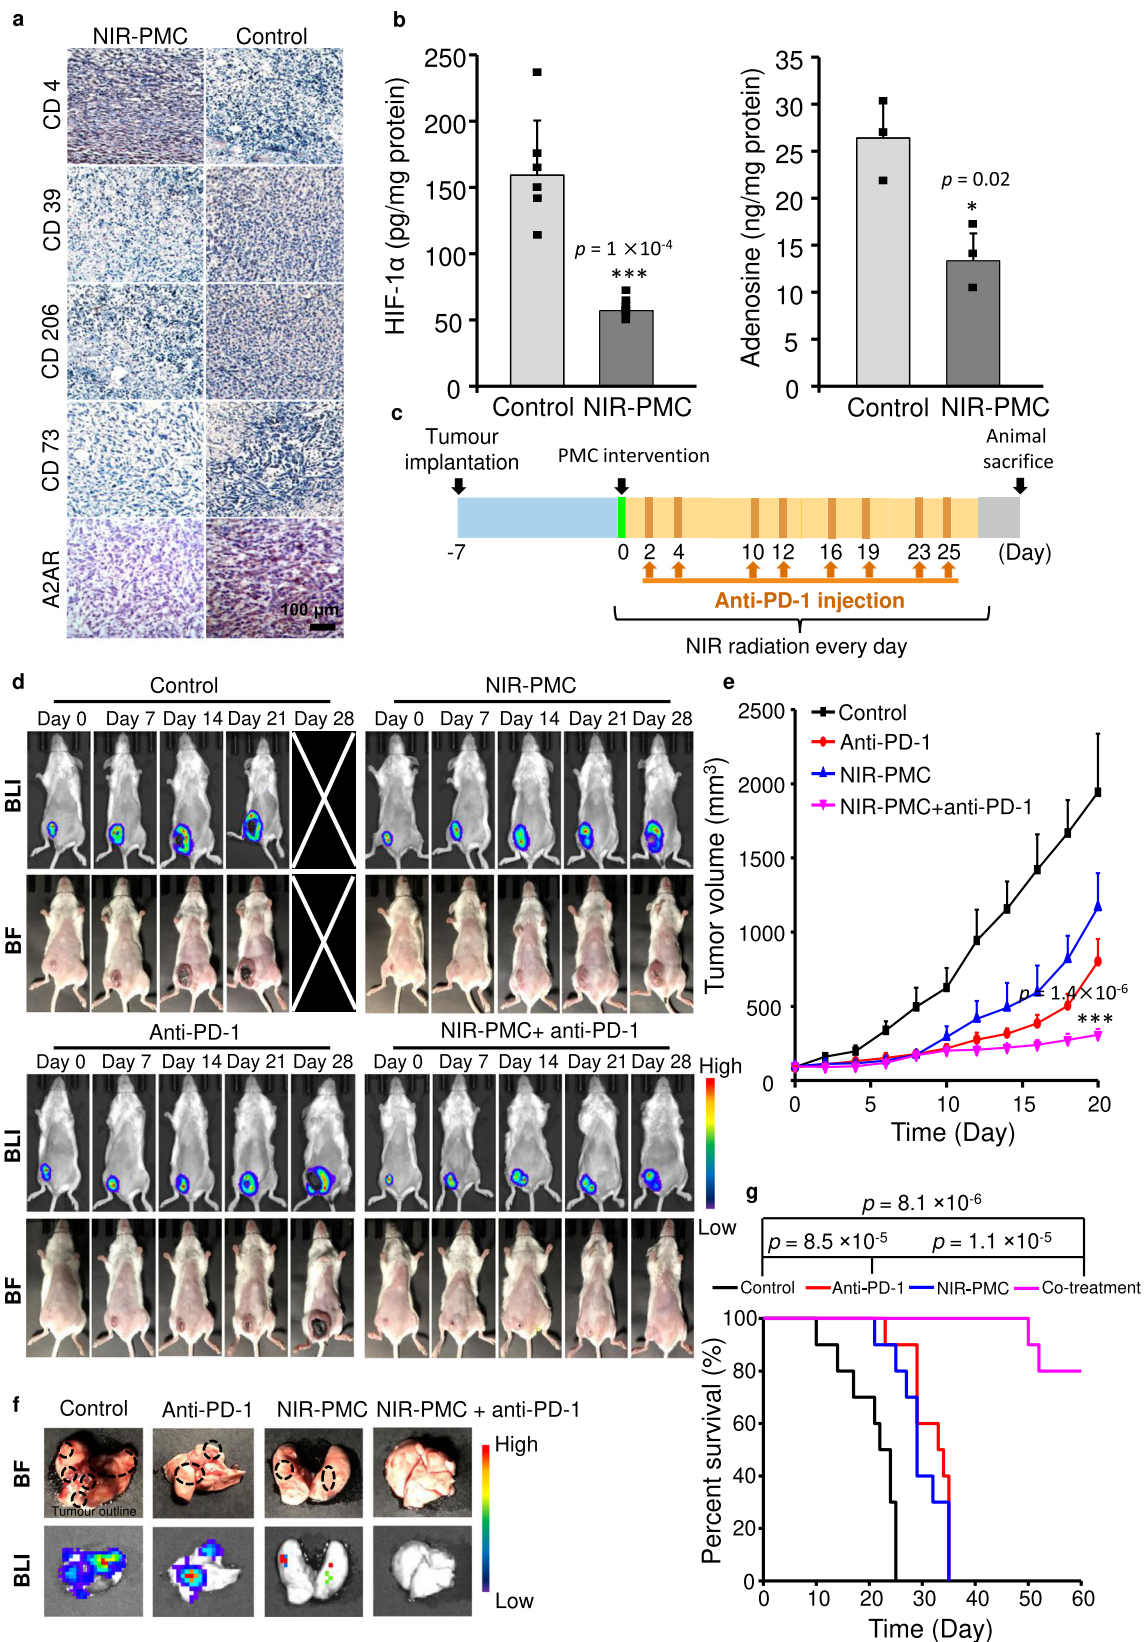 a
NIR-PMC Control
CD 4
CD 39
CD 206
CD 73
A2AR
100 μm
b
HIF-1α (pg/mg protein)
250
200
150
100
50
0
p = 1 ×10-4
***
Control NIR-PMC
Adenosine (ng/mg protein)
35
30
25
20
15
10
5
0
p = 0.02
*
Control NIR-PMC
c
Tumour
implantation
PMC intervention
Animal
sacrifice
-7 0 2 4 10 12 16 19 23 25 (Day)
Anti-PD-1 injection
NIR radiation every day
d
Control
Day 0 Day 7 Day 14 Day 21 Day 28
NIR-PMC
Day 0 Day 7 Day 14 Day 21 Day 28
BLI
BF
Anti-PD-1
Day 0 Day 7 Day 14 Day 21 Day 28
NIR-PMC+ anti-PD-1
Day 0 Day 7 Day 14 Day 21 Day 28
BLI
BF
High
Low
e
Tumor volume (mm3)
2500
2000
1500
1000
500
0
Control
Anti-PD-1
NIR-PMC
NIR-PMC+anti-PD-1
p = 1.4×10-6
***
0 5 10 15 20
Time (Day)
f
Control Anti-PD-1 NIR-PMC NIR-PMC + anti-PD-1
BF
Tumour outline
BLI
High
Low
g
p = 8.1 ×10-6
p = 8.5 ×10-5 p = 1.1 ×10-5
Control Anti-PD-1 NIR-PMC Co-treatment
Percent survival (%)
100
80
60
40
20
0
0 10 20 30 40 50 60
Time (Day)